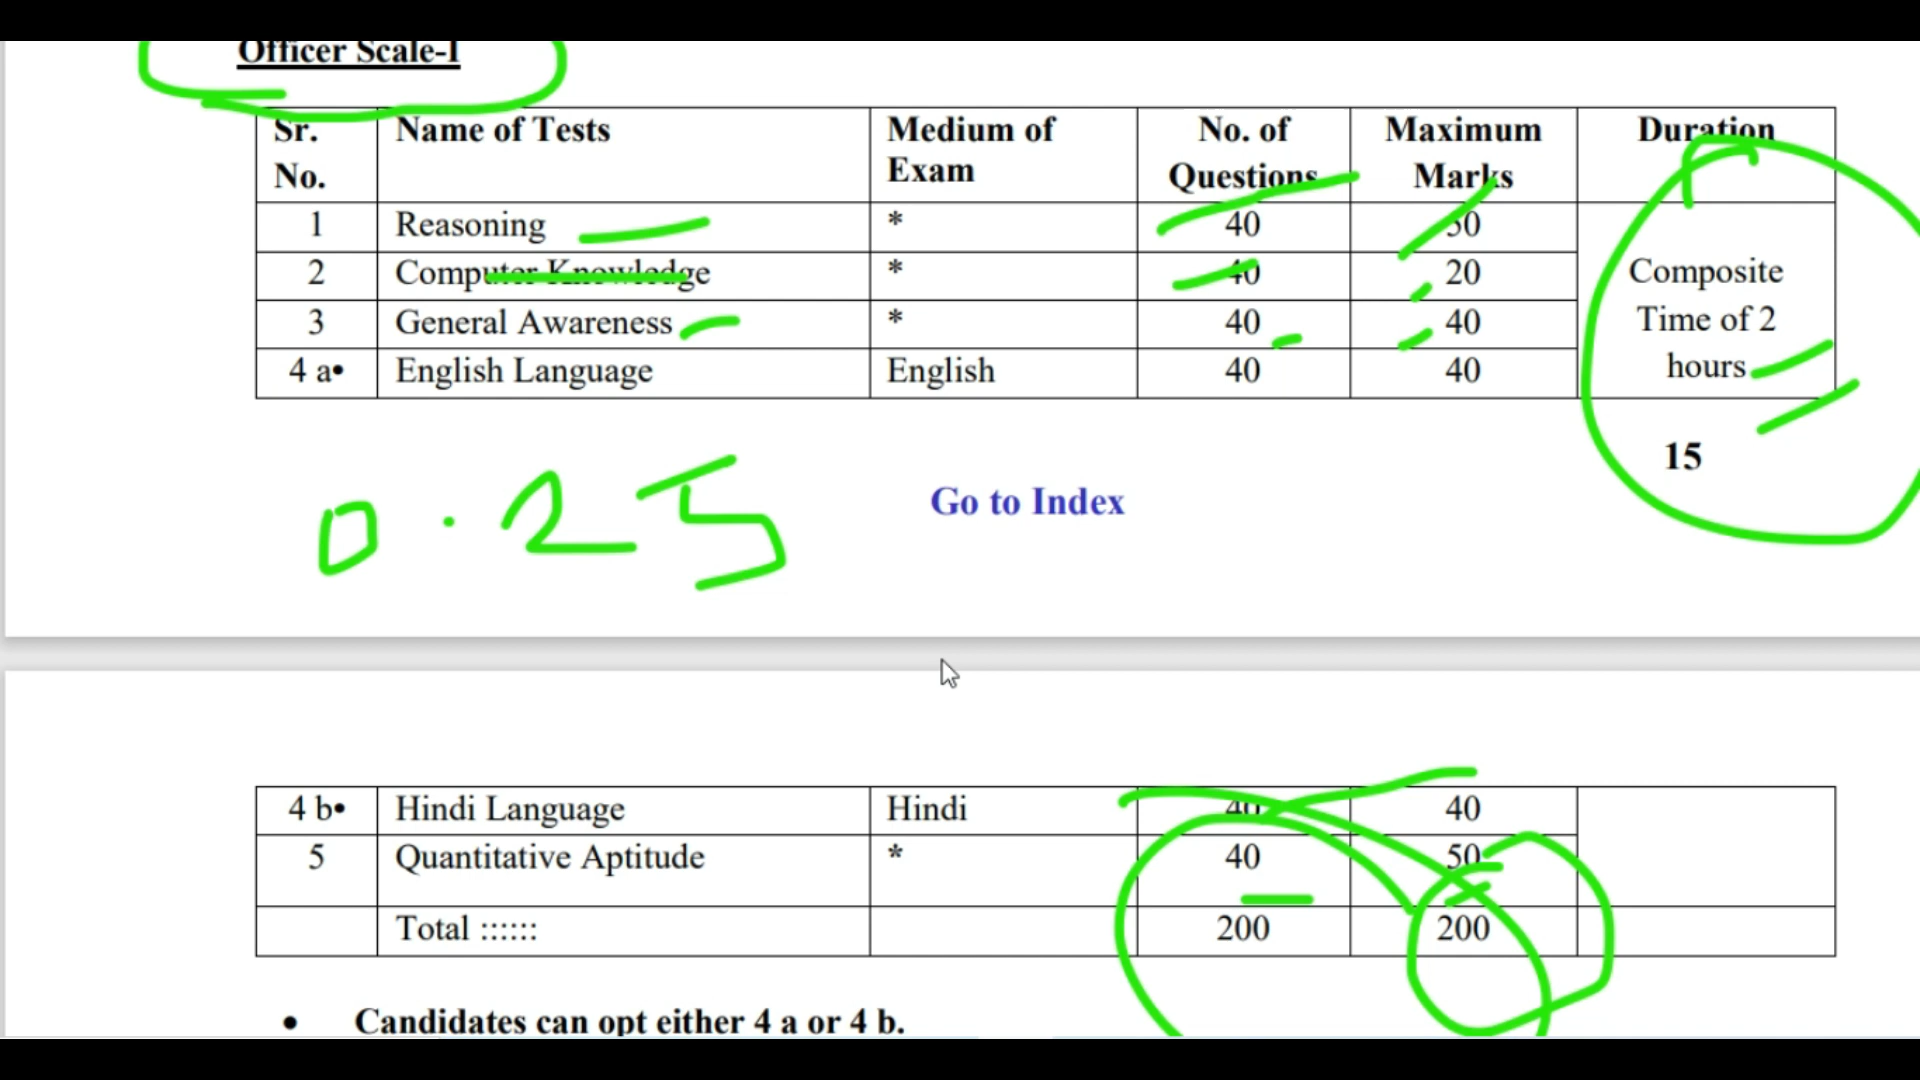 Officer Scale-I
Sr. No. Name of Tests Medium of Exam No. of Questions Maximum Marks Duration
1 Reasoning * 40 50 Composite Time of 2 hours
2 Computer Knowledge * 40 20
3 General Awareness * 40 40
4 a• English Language English 40 40
15
0.25
Go to Index
4 b• Hindi Language Hindi 40 40
5 Quantitative Aptitude * 40 50
Total :::::: 200 200
• Candidates can opt either 4 a or 4 b.